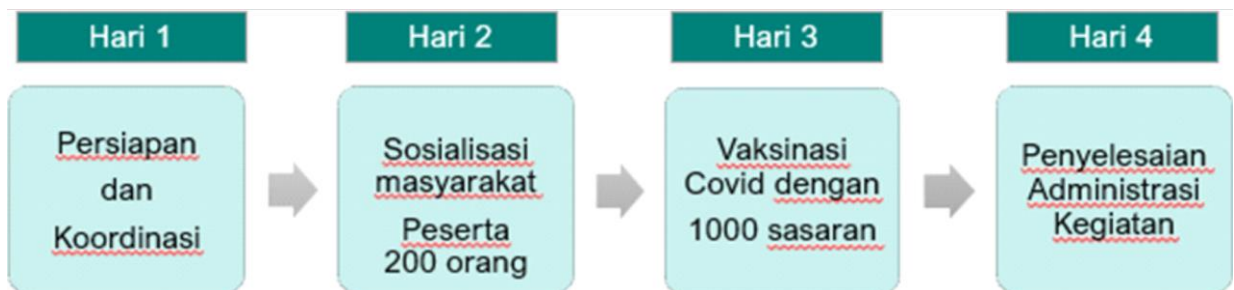 Hari 1
Persiapan
dan
Koordinasi
Hari 2
Sosialisasi
masyarakat
Peserta
200 orang
Hari 3
Vaksinasi
Covid dengan
1000 sasaran
Hari 4
Penyelesaian
Administrasi
Kegiatan